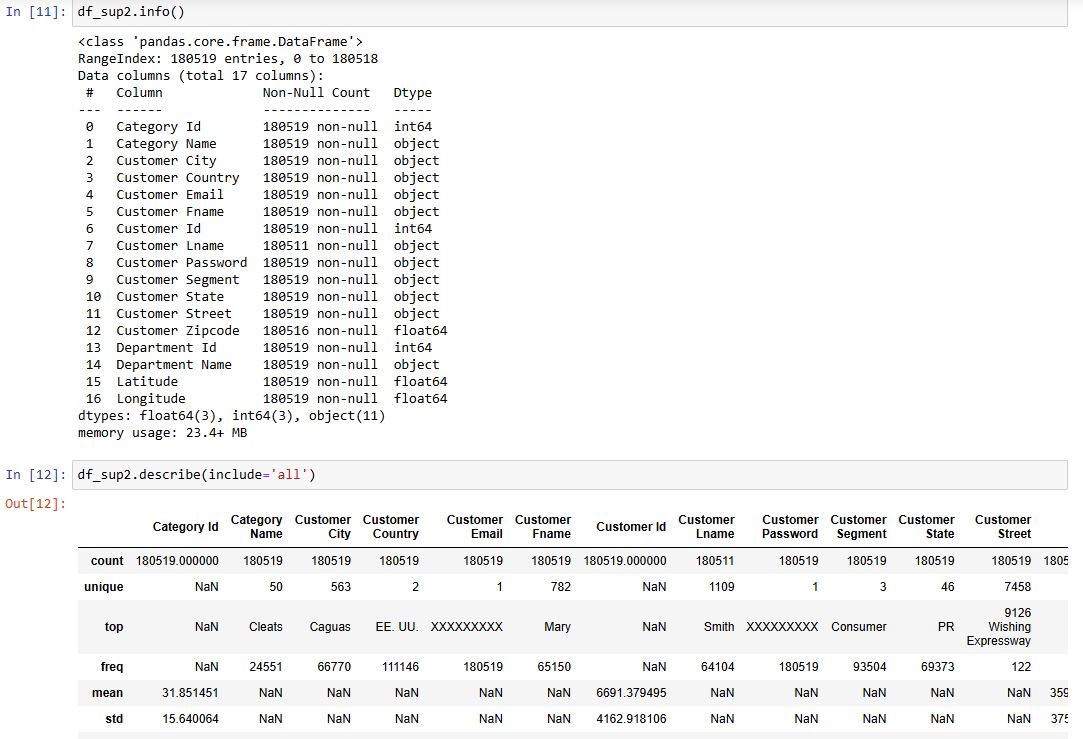 In [11]: df_sup2.info()
<class 'pandas.core.frame.DataFrame'>
RangeIndex: 180519 entries, 0 to 180518
Data columns (total 17 columns):
# Column Non-Null Count Dtype
--- ------ -------------- -----
0 Category Id 180519 non-null int64
1 Category Name 180519 non-null object
2 Customer City 180519 non-null object
3 Customer Country 180519 non-null object
4 Customer Email 180519 non-null object
5 Customer Fname 180519 non-null object
6 Customer Id 180519 non-null int64
7 Customer Lname 180511 non-null object
8 Customer Password 180519 non-null object
9 Customer Segment 180519 non-null object
10 Customer State 180519 non-null object
11 Customer Street 180519 non-null object
12 Customer Zipcode 180516 non-null float64
13 Department Id 180519 non-null int64
14 Department Name 180519 non-null object
15 Latitude 180519 non-null float64
16 Longitude 180519 non-null float64
dtypes: float64(3), int64(3), object(11)
memory usage: 23.4+ MB
In [12]: df_sup2.describe(include='all')
Out[12]:
Category Id Category Name Customer City Customer Country Customer Email Customer Fname Customer Id Customer Lname Customer Password Customer Segment Customer State Customer Street
count 180519.000000 180519 180519 180519 180519 180519 180519.000000 180511 180519 180519 180519 180519 1805
unique NaN 50 563 2 1 782 NaN 1109 1 3 46 7458
top NaN Cleats Caguas EE. UU. XXXXXXXXX Mary NaN Smith XXXXXXXXX Consumer PR 9126 Wishing Expressway
freq NaN 24551 66770 111146 180519 65150 NaN 64104 180519 93504 69373 122
mean 31.851451 NaN NaN NaN NaN NaN 6691.379495 NaN NaN NaN NaN NaN 359
std 15.640064 NaN NaN NaN NaN NaN 4162.918106 NaN NaN NaN NaN NaN 375